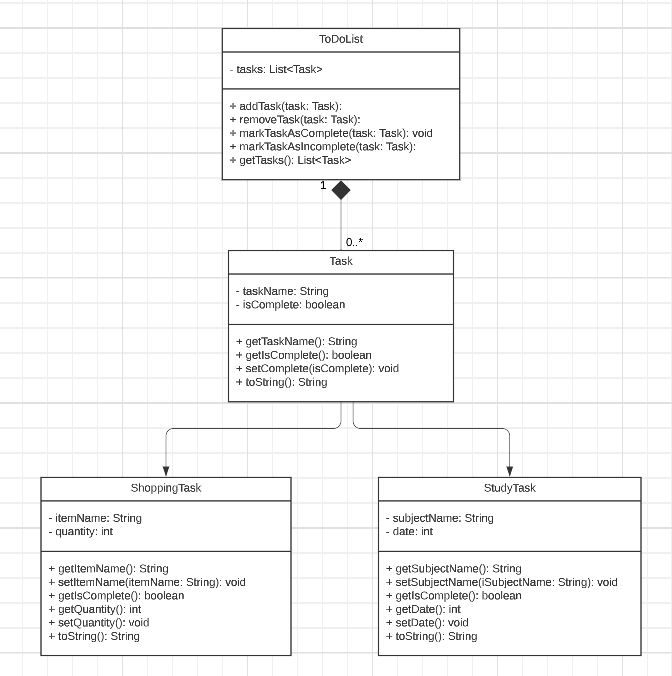 ToDoList
- tasks: List<Task>
+ addTask(task: Task):
+ removeTask(task: Task):
+ markTaskAsComplete(task: Task): void
+ markTaskAsIncomplete(task: Task):
+ getTasks(): List<Task>
1
0..*
Task
- taskName: String
- isComplete: boolean
+ getTaskName(): String
+ getIsComplete(): boolean
+ setComplete(isComplete): void
+ toString(): String
ShoppingTask
- itemName: String
- quantity: int
+ getItemName(): String
+ setItemName(itemName: String): void
+ getIsComplete(): boolean
+ getQuantity(): int
+ setQuantity(): void
+ toString(): String
StudyTask
- subjectName: String
- date: int
+ getSubjectName(): String
+ setSubjectName(iSubjectName: String): void
+ getIsComplete(): boolean
+ getDate(): int
+ setDate(): void
+ toString(): String